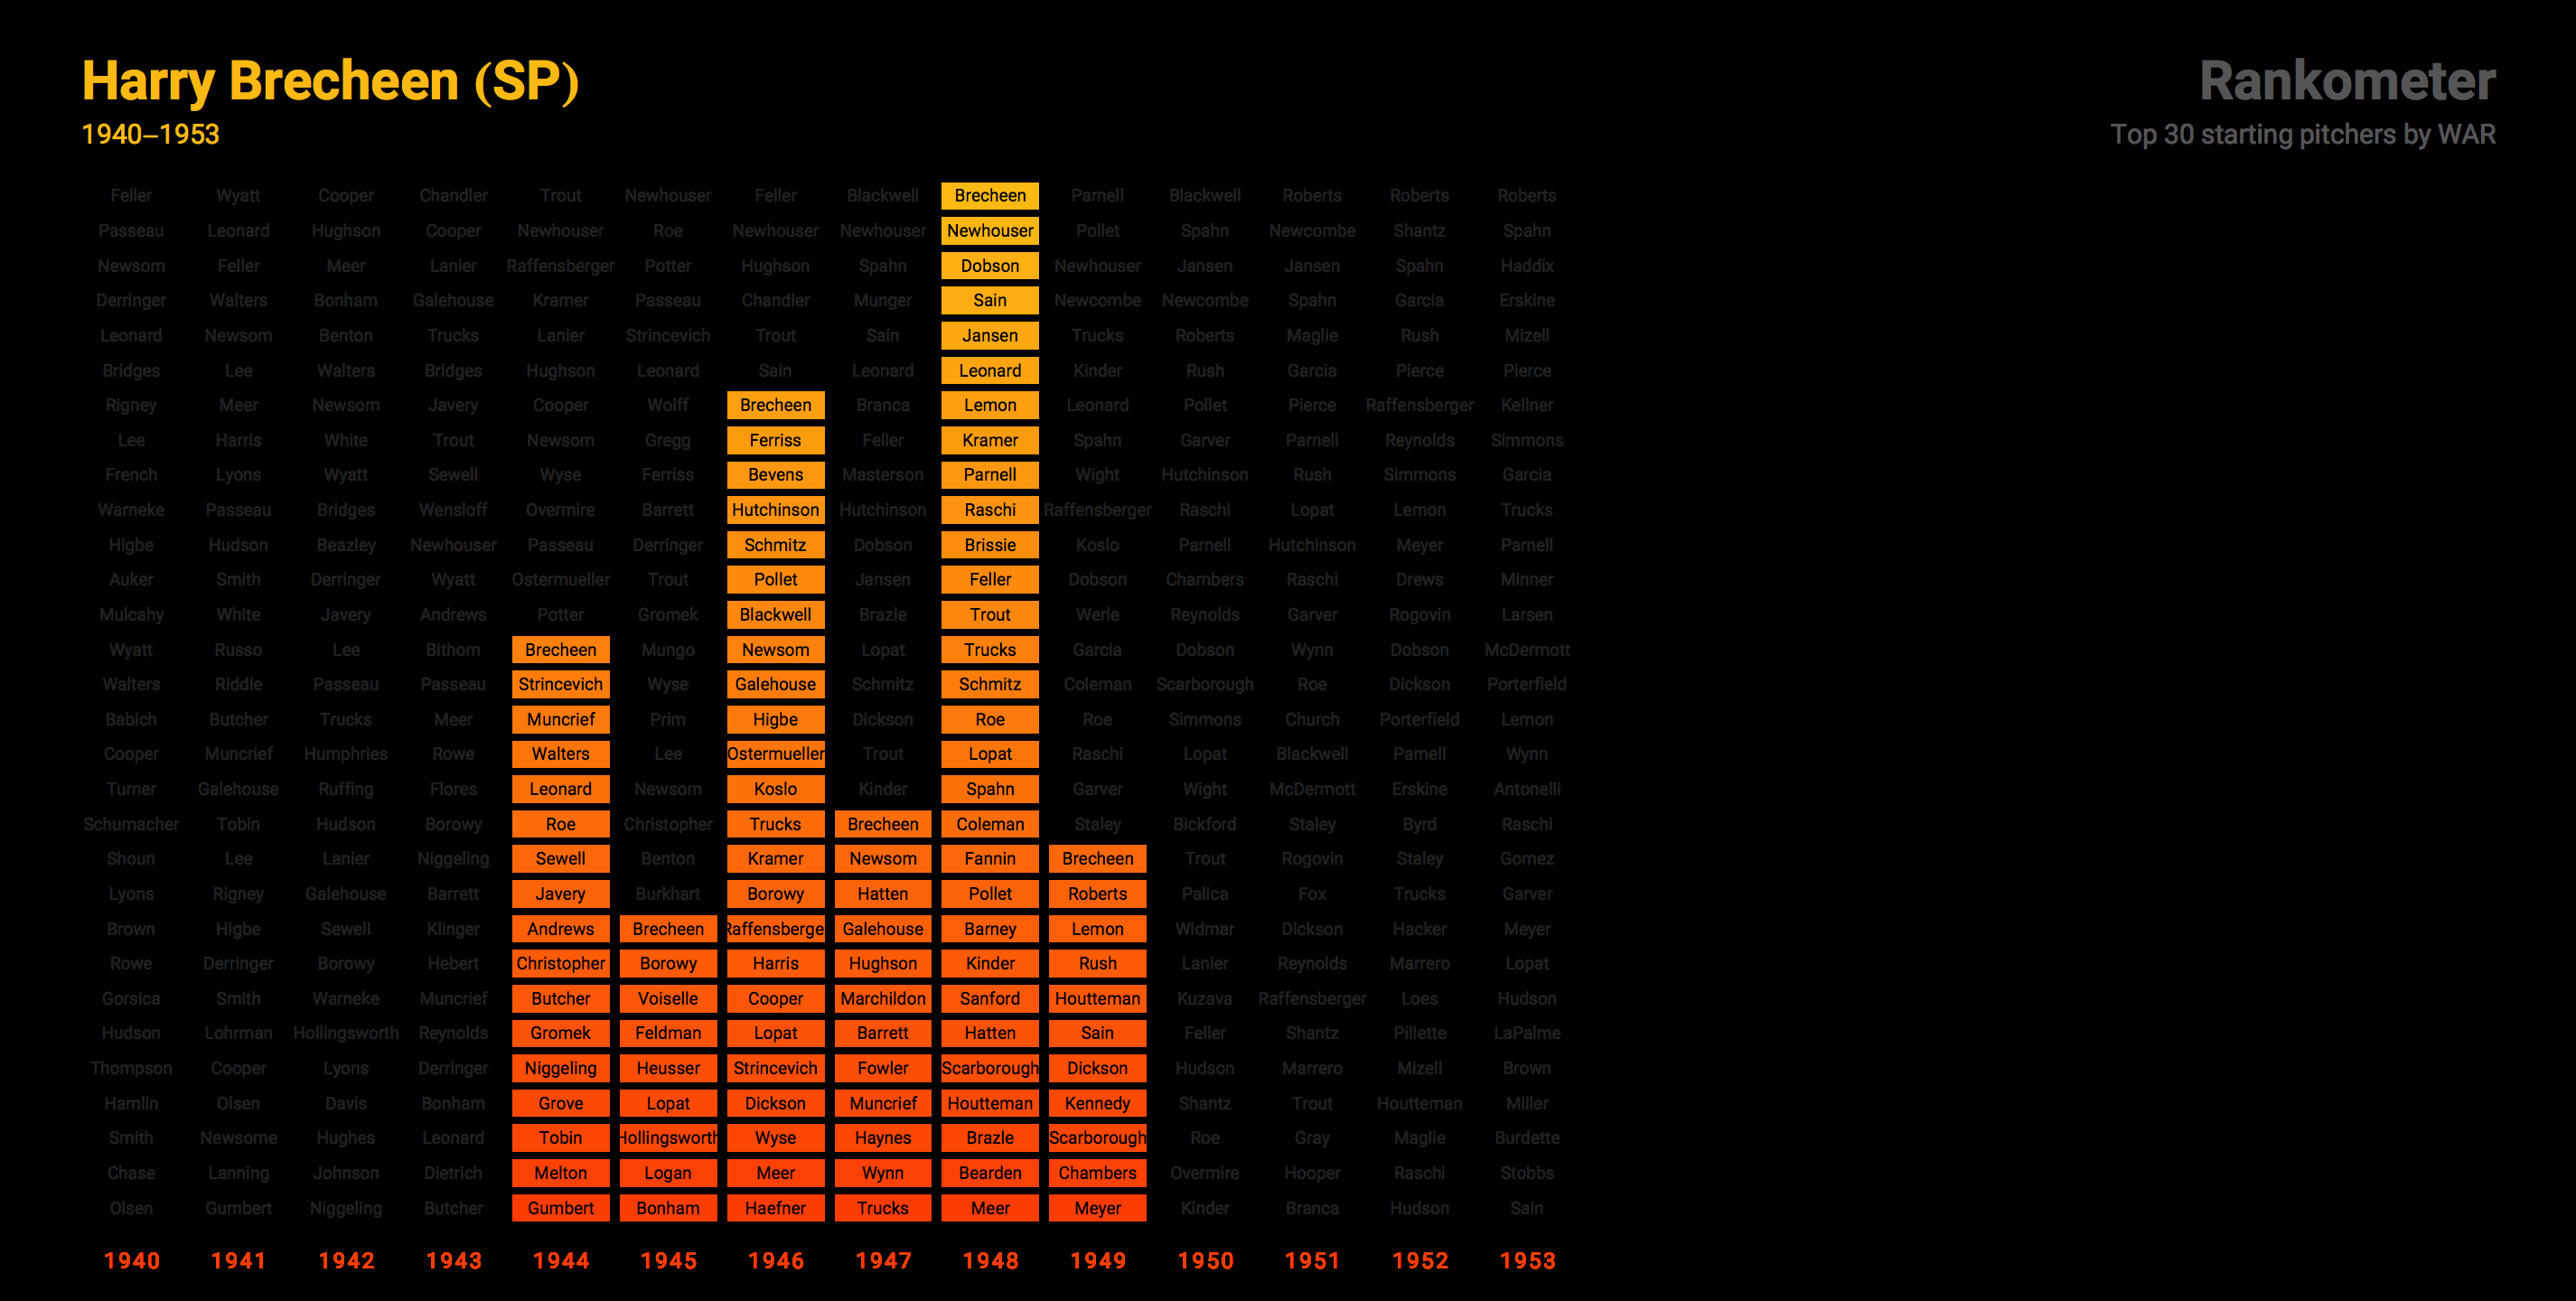 Harry Brecheen (SP)
1940–1953
Rankometer
Top 30 starting pitchers by WAR
Feller Wyatt Cooper Chandler Trout Newhouser Feller Blackwell Brecheen Parnell Blackwell Roberts Roberts Roberts
Passeau Leonard Hughson Cooper Newhouser Roe Newhouser Newhouser Newhouser Pollet Spahn Newcombe Shantz Spahn
Newsom Feller Meer Lanier Raffensberger Potter Hughson Spahn Dobson Newhouser Jansen Jansen Spahn Haddix
Derringer Walters Bonham Galehouse Kramer Passeau Chandler Munger Sain Newcombe Newcombe Spahn Garcia Erskine
Leonard Newsom Benton Trucks Lanier Strincevich Trout Sain Jansen Trucks Roberts Maglie Rush Mizell
Bridges Lee Walters Bridges Hughson Leonard Sain Leonard Leonard Kinder Rush Garcia Pierce Pierce
Rigney Meer Newsom Javery Cooper Wolff Brecheen Branca Lemon Leonard Pollet Pierce Raffensberger Kellner
Lee Harris White Trout Newsom Gregg Ferriss Feller Kramer Spahn Garver Parnell Reynolds Simmons
French Lyons Wyatt Sewell Wyse Ferriss Bevens Masterson Parnell Wight Hutchinson Rush Simmons Garcia
Warneke Passeau Bridges Wensloff Overmire Barrett Hutchinson Hutchinson Raschi Raffensberger Raschi Lopat Lemon Trucks
Higbe Hudson Beazley Newhouser Passeau Derringer Schmitz Dobson Brissie Koslo Parnell Hutchinson Meyer Parnell
Auker Smith Derringer Wyatt Ostermueller Trout Pollet Jansen Feller Dobson Chambers Raschi Drews Minner
Mulcahy White Javery Andrews Potter Gromek Blackwell Brazle Trout Werle Reynolds Garver Rogovin Larsen
Wyatt Russo Lee Bithorn Brecheen Mungo Newsom Lopat Trucks Garcia Dobson Wynn Dobson McDermott
Walters Riddle Passeau Passeau Strincevich Wyse Galehouse Schmitz Schmitz Coleman Scarborough Roe Dickson Porterfield
Babich Butcher Trucks Meer Muncrief Prim Higbe Dickson Roe Roe Simmons Church Porterfield Lemon
Cooper Muncrief Humphries Rowe Walters Lee Ostermueller Trout Lopat Raschi Lopat Blackwell Parnell Wynn
Turner Galehouse Ruffing Flores Leonard Newsom Koslo Kinder Spahn Garver Wight McDermott Erskine Antonelli
Schumacher Tobin Hudson Borowy Roe Christopher Trucks Brecheen Coleman Staley Bickford Staley Byrd Raschi
Shoun Lee Lanier Niggeling Sewell Benton Kramer Newsom Fannin Brecheen Trout Rogovin Staley Gomez
Lyons Rigney Galehouse Barrett Javery Burkhart Borowy Hatten Pollet Roberts Palica Fox Trucks Garver
Brown Higbe Sewell Klinger Andrews Brecheen Raffensberge Galehouse Barney Lemon Widmar Dickson Hacker Meyer
Rowe Derringer Borowy Hebert Christopher Borowy Harris Hughson Kinder Rush Lanier Reynolds Marrero Lopat
Gorsica Smith Warneke Muncrief Butcher Voiselle Cooper Marchildon Sanford Houtteman Kuzava Raffensberger Loes Hudson
Hudson Lohrman Hollingsworth Reynolds Gromek Feldman Lopat Barrett Hatten Sain Feller Shantz Pillette LaPalme
Thompson Cooper Lyons Derringer Niggeling Heusser Strincevich Fowler Scarborough Dickson Hudson Marrero Mizell Brown
Hamlin Olsen Davis Bonham Grove Lopat Dickson Muncrief Houtteman Kennedy Shantz Trout Houtteman Miller
Smith Newsome Hughes Leonard Tobin Hollingsworth Wyse Haynes Brazle Scarborough Roe Gray Maglie Burdette
Chase Lanning Johnson Dietrich Melton Logan Meer Wynn Bearden Chambers Overmire Hooper Raschi Stobbs
Olsen Gumbert Niggeling Butcher Gumbert Bonham Haefner Trucks Meer Meyer Kinder Branca Hudson Sain
1940 1941 1942 1943 1944 1945 1946 1947 1948 1949 1950 1951 1952 1953